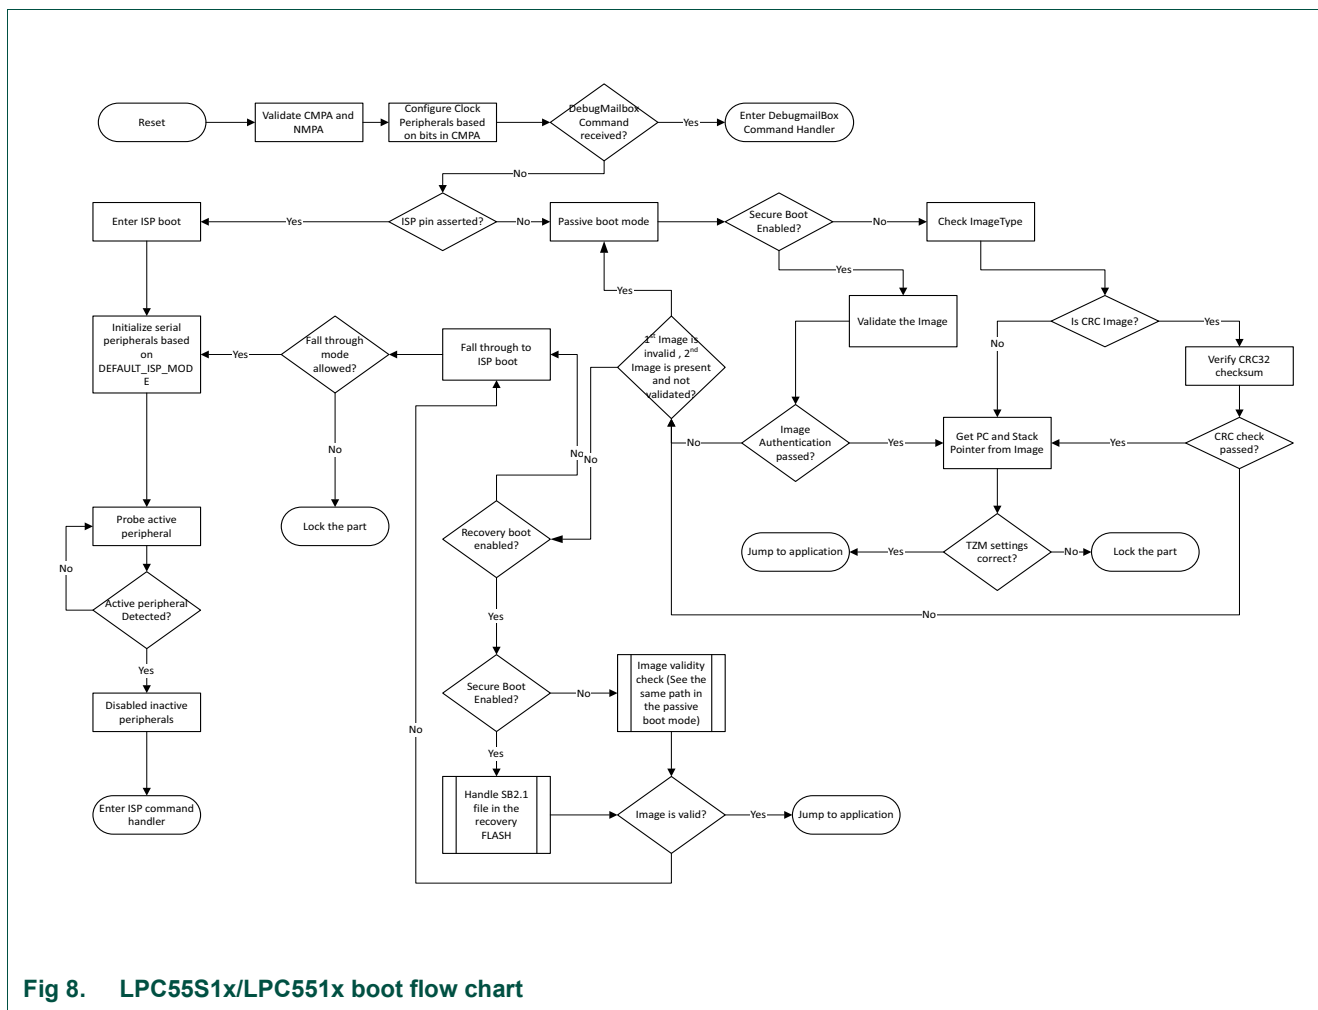 Reset
Validate CMPA and
NMPA
Configure Clock
Peripherals based
on bits in CMPA
DebugMailbox
Command
received?
Yes
Enter DebugmailBox
Command Handler
No
Enter ISP boot
Yes
ISP pin asserted?
No
Passive boot mode
Secure Boot
Enabled?
No
Check ImageType
Yes
Yes
Validate the Image
Is CRC Image?
Yes
No
Initialize serial
peripherals based
on
DEFAULT_ISP_MOD
E
Yes
Fall through
mode
allowed?
Fall through to
ISP boot
1st Image is
invalid , 2nd
Image is present
and not
validated?
Verify CRC32
checksum
No
No
No
No
Image
Authentication
passed?
Yes
Get PC and Stack
Pointer from Image
Yes
CRC check
passed?
Probe active
peripheral
Lock the part
Recovery boot
enabled?
Jump to application
Yes
TZM settings
correct?
No
Lock the part
No
Active peripheral
Detected?
Yes
No
Yes
Secure Boot
Enabled?
No
Image validity
check (See the
same path in
the passive
boot mode)
Disabled inactive
peripherals
No
Yes
Enter ISP command
handler
Handle SB2.1
file in the
recovery
FLASH
Image is valid?
Yes
Jump to application
Fig 8. LPC55S1x/LPC551x boot flow chart